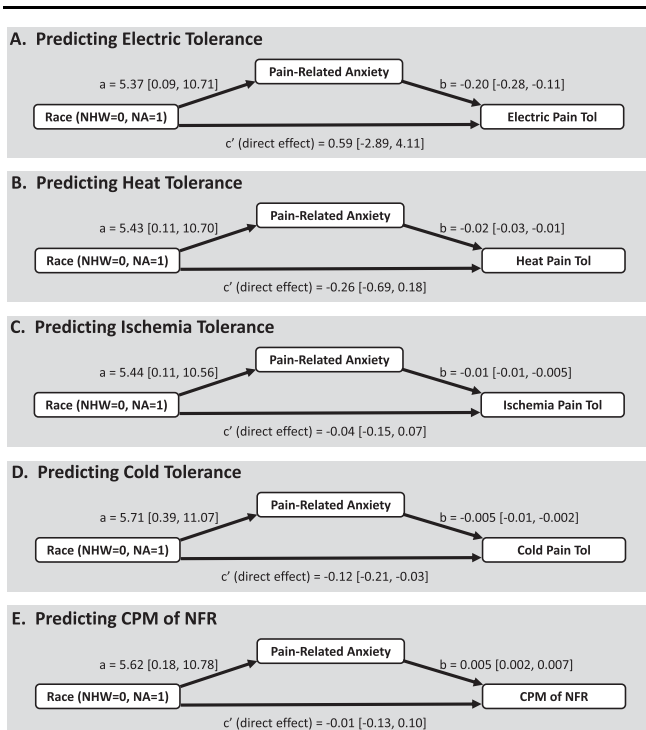 A. Predicting Electric Tolerance
Pain-Related Anxiety
a = 5.37 [0.09, 10.71]
b = -0.20 [-0.28, -0.11]
Race (NHW=0, NA=1)
Electric Pain Tol
c’ (direct effect) = 0.59 [-2.89, 4.11]
B. Predicting Heat Tolerance
Pain-Related Anxiety
a = 5.43 [0.11, 10.70]
b = -0.02 [-0.03, -0.01]
Race (NHW=0, NA=1)
Heat Pain Tol
c’ (direct effect) = -0.26 [-0.69, 0.18]
C. Predicting Ischemia Tolerance
Pain-Related Anxiety
a = 5.44 [0.11, 10.56]
b = -0.01 [-0.01, -0.005]
Race (NHW=0, NA=1)
Ischemia Pain Tol
c’ (direct effect) = -0.04 [-0.15, 0.07]
D. Predicting Cold Tolerance
Pain-Related Anxiety
a = 5.71 [0.39, 11.07]
b = -0.005 [-0.01, -0.002]
Race (NHW=0, NA=1)
Cold Pain Tol
c’ (direct effect) = -0.12 [-0.21, -0.03]
E. Predicting CPM of NFR
Pain-Related Anxiety
a = 5.62 [0.18, 10.78]
b = 0.005 [0.002, 0.007]
Race (NHW=0, NA=1)
CPM of NFR
c’ (direct effect) = -0.01 [-0.13, 0.10]